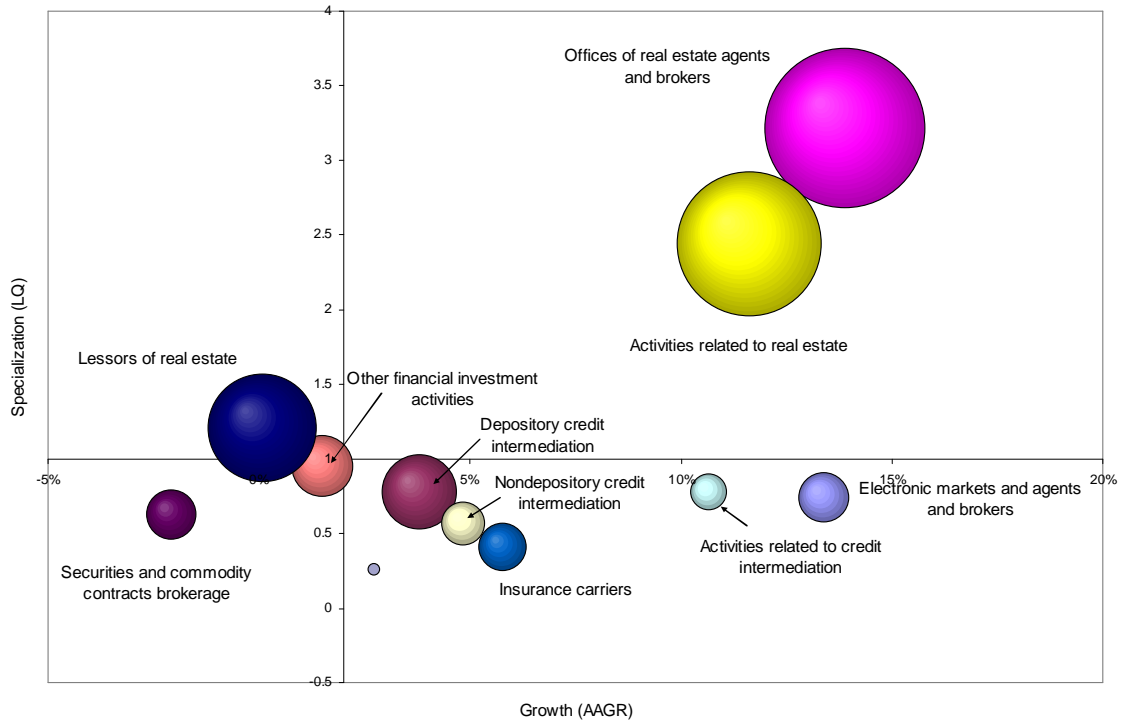 4
Offices of real estate agents
and brokers
3.5
3
2.5
2
Activities related to real estate
Specialization (LQ)
Lessors of real estate
1.5
Other financial investment
activities
Depository credit
intermediation
1
-5%
0%
5%
10%
15%
20%
Nondepository credit
intermediation
Electronic markets and agents
and brokers
0.5
Activities related to credit
intermediation
Securities and commodity
contracts brokerage
Insurance carriers
0
-0.5
Growth (AAGR)